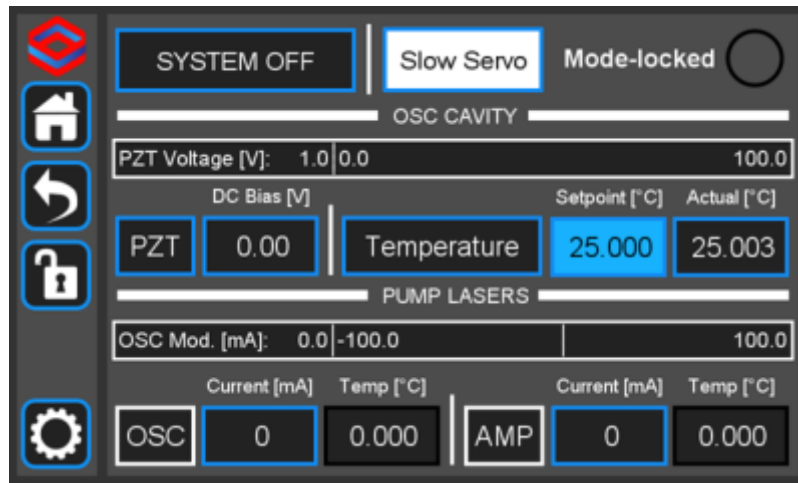 SYSTEM OFF Slow Servo Mode-locked
OSC CAVITY
PZT Voltage [V]: 1.0 0.0 100.0
DC Bias [V] Setpoint [°C] Actual [°C]
PZT 0.00 Temperature 25.000 25.003
PUMP LASERS
OSC Mod. [mA]: 0.0 -100.0 100.0
Current [mA] Temp [°C] Current [mA] Temp [°C]
OSC 0 0.000 AMP 0 0.000